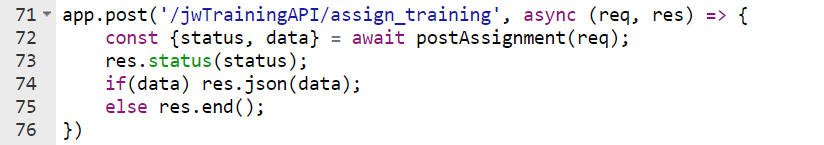 71 app.post('/jwTrainingAPI/assign_training', async (req, res) => {
72     const {status, data} = await postAssignment(req);
73     res.status(status);
74     if(data) res.json(data);
75     else res.end();
76 })